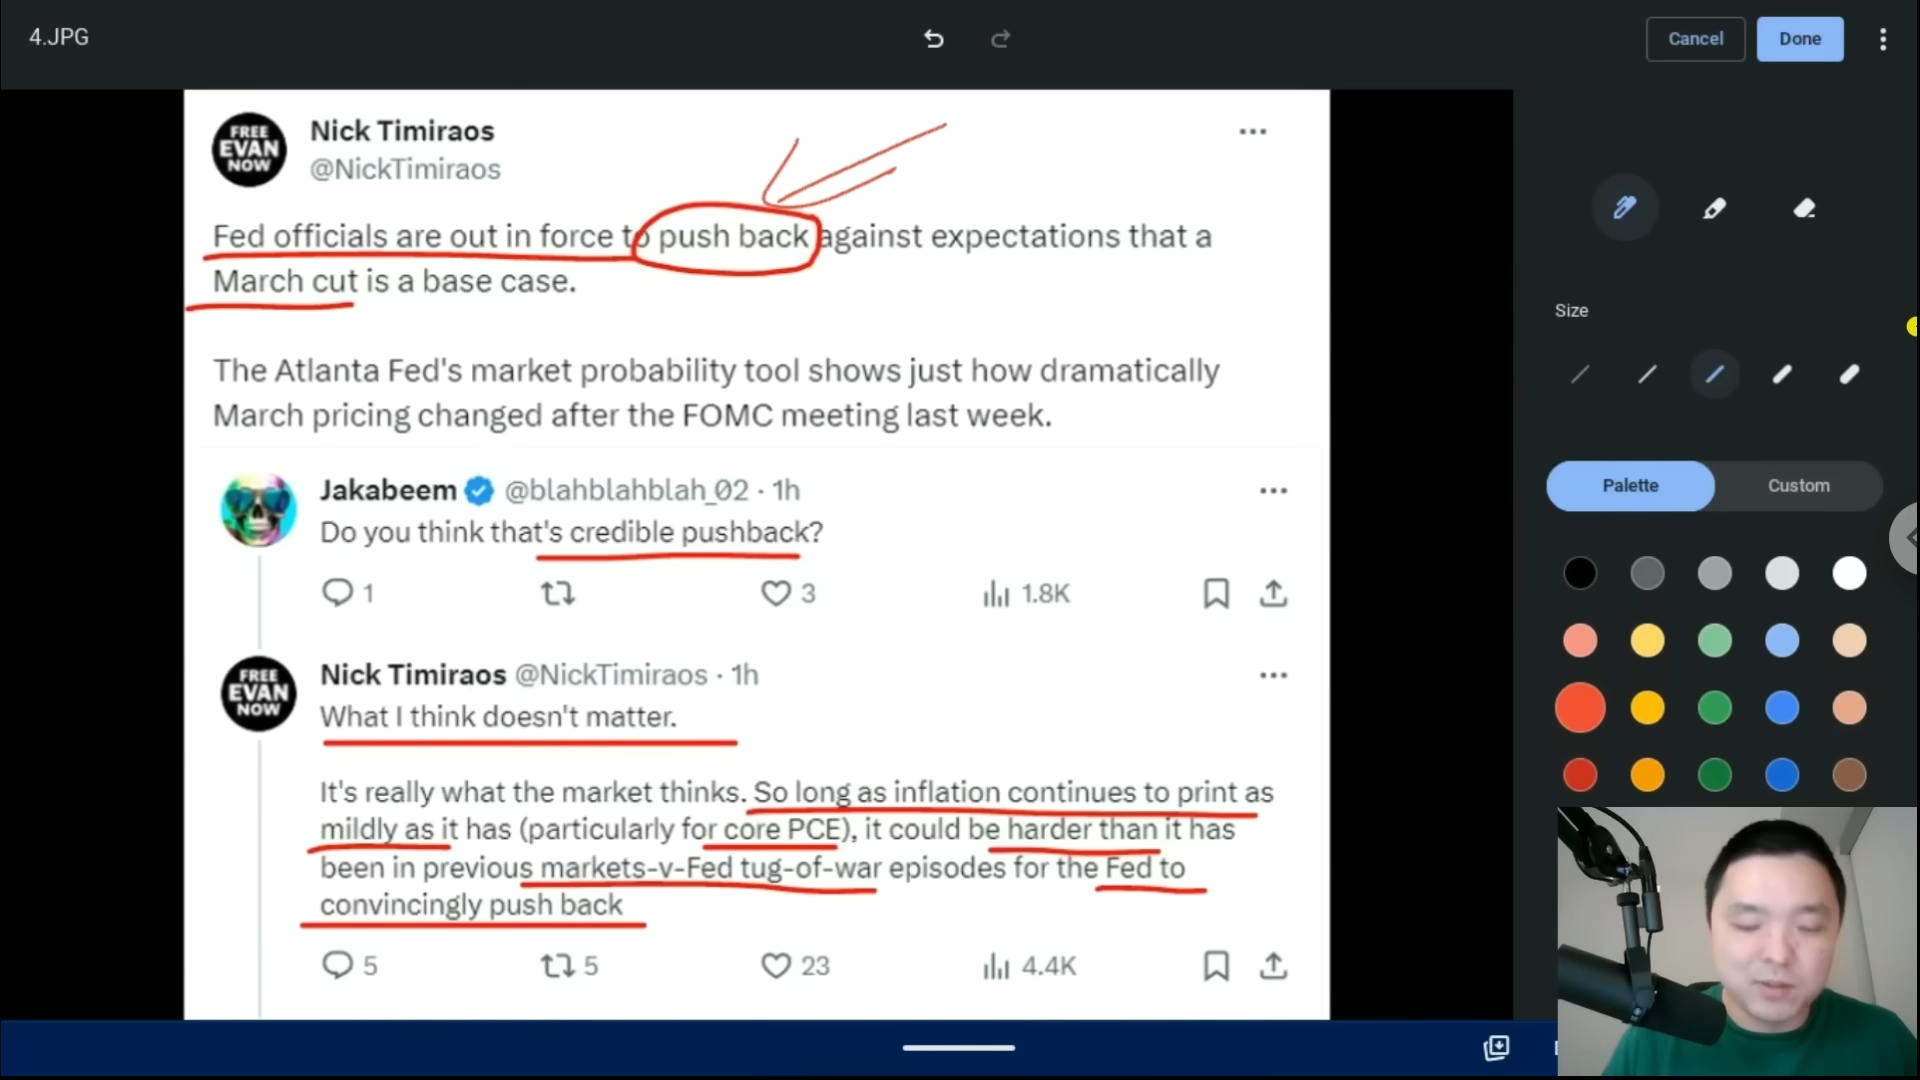 4.JPG
Cancel
Done
FREE
EVAN
NOW
Nick Timiraos
@NickTimiraos
Fed officials are out in force to push back against expectations that a
March cut is a base case.
The Atlanta Fed's market probability tool shows just how dramatically
March pricing changed after the FOMC meeting last week.
Jakabeem @blahblahblah_02 · 1h
Do you think that's credible pushback?
1
3
1.8K
FREE
EVAN
NOW
Nick Timiraos @NickTimiraos · 1h
What I think doesn't matter.
It's really what the market thinks. So long as inflation continues to print as
mildly as it has (particularly for core PCE), it could be harder than it has
been in previous markets-v-Fed tug-of-war episodes for the Fed to
convincingly push back
5
5
23
4.4K
Size
Palette
Custom